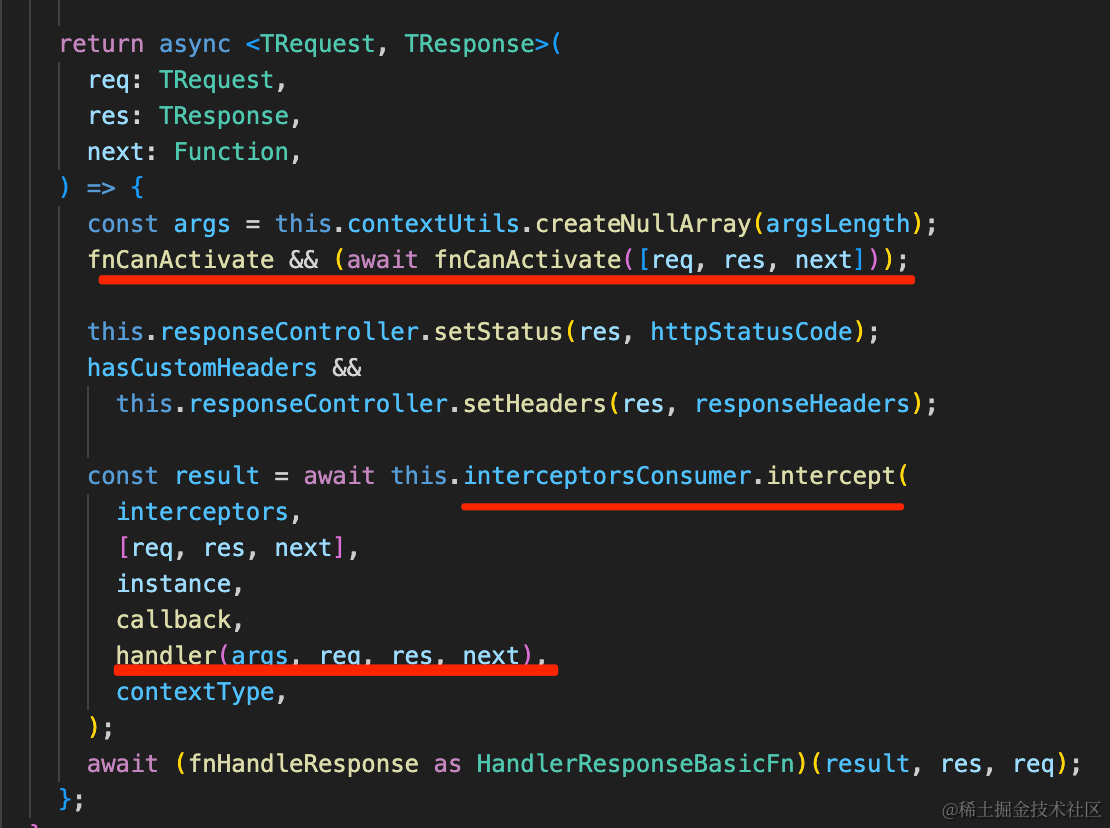 return async <TRequest, TResponse>(
req: TRequest,
res: TResponse,
next: Function,
) => {
const args = this.contextUtils.createNullArray(argsLength);
fnCanActivate && (await fnCanActivate([req, res, next]));
this.responseController.setStatus(res, httpStatusCode);
hasCustomHeaders &&
this.responseController.setHeaders(res, responseHeaders);
const result = await this.interceptorsConsumer.intercept(
interceptors,
[req, res, next],
instance,
callback,
handler(args, req, res, next),
contextType,
);
await (fnHandleResponse as HandlerResponseBasicFn)(result, res, req);
};
@稀土掘金技术社区